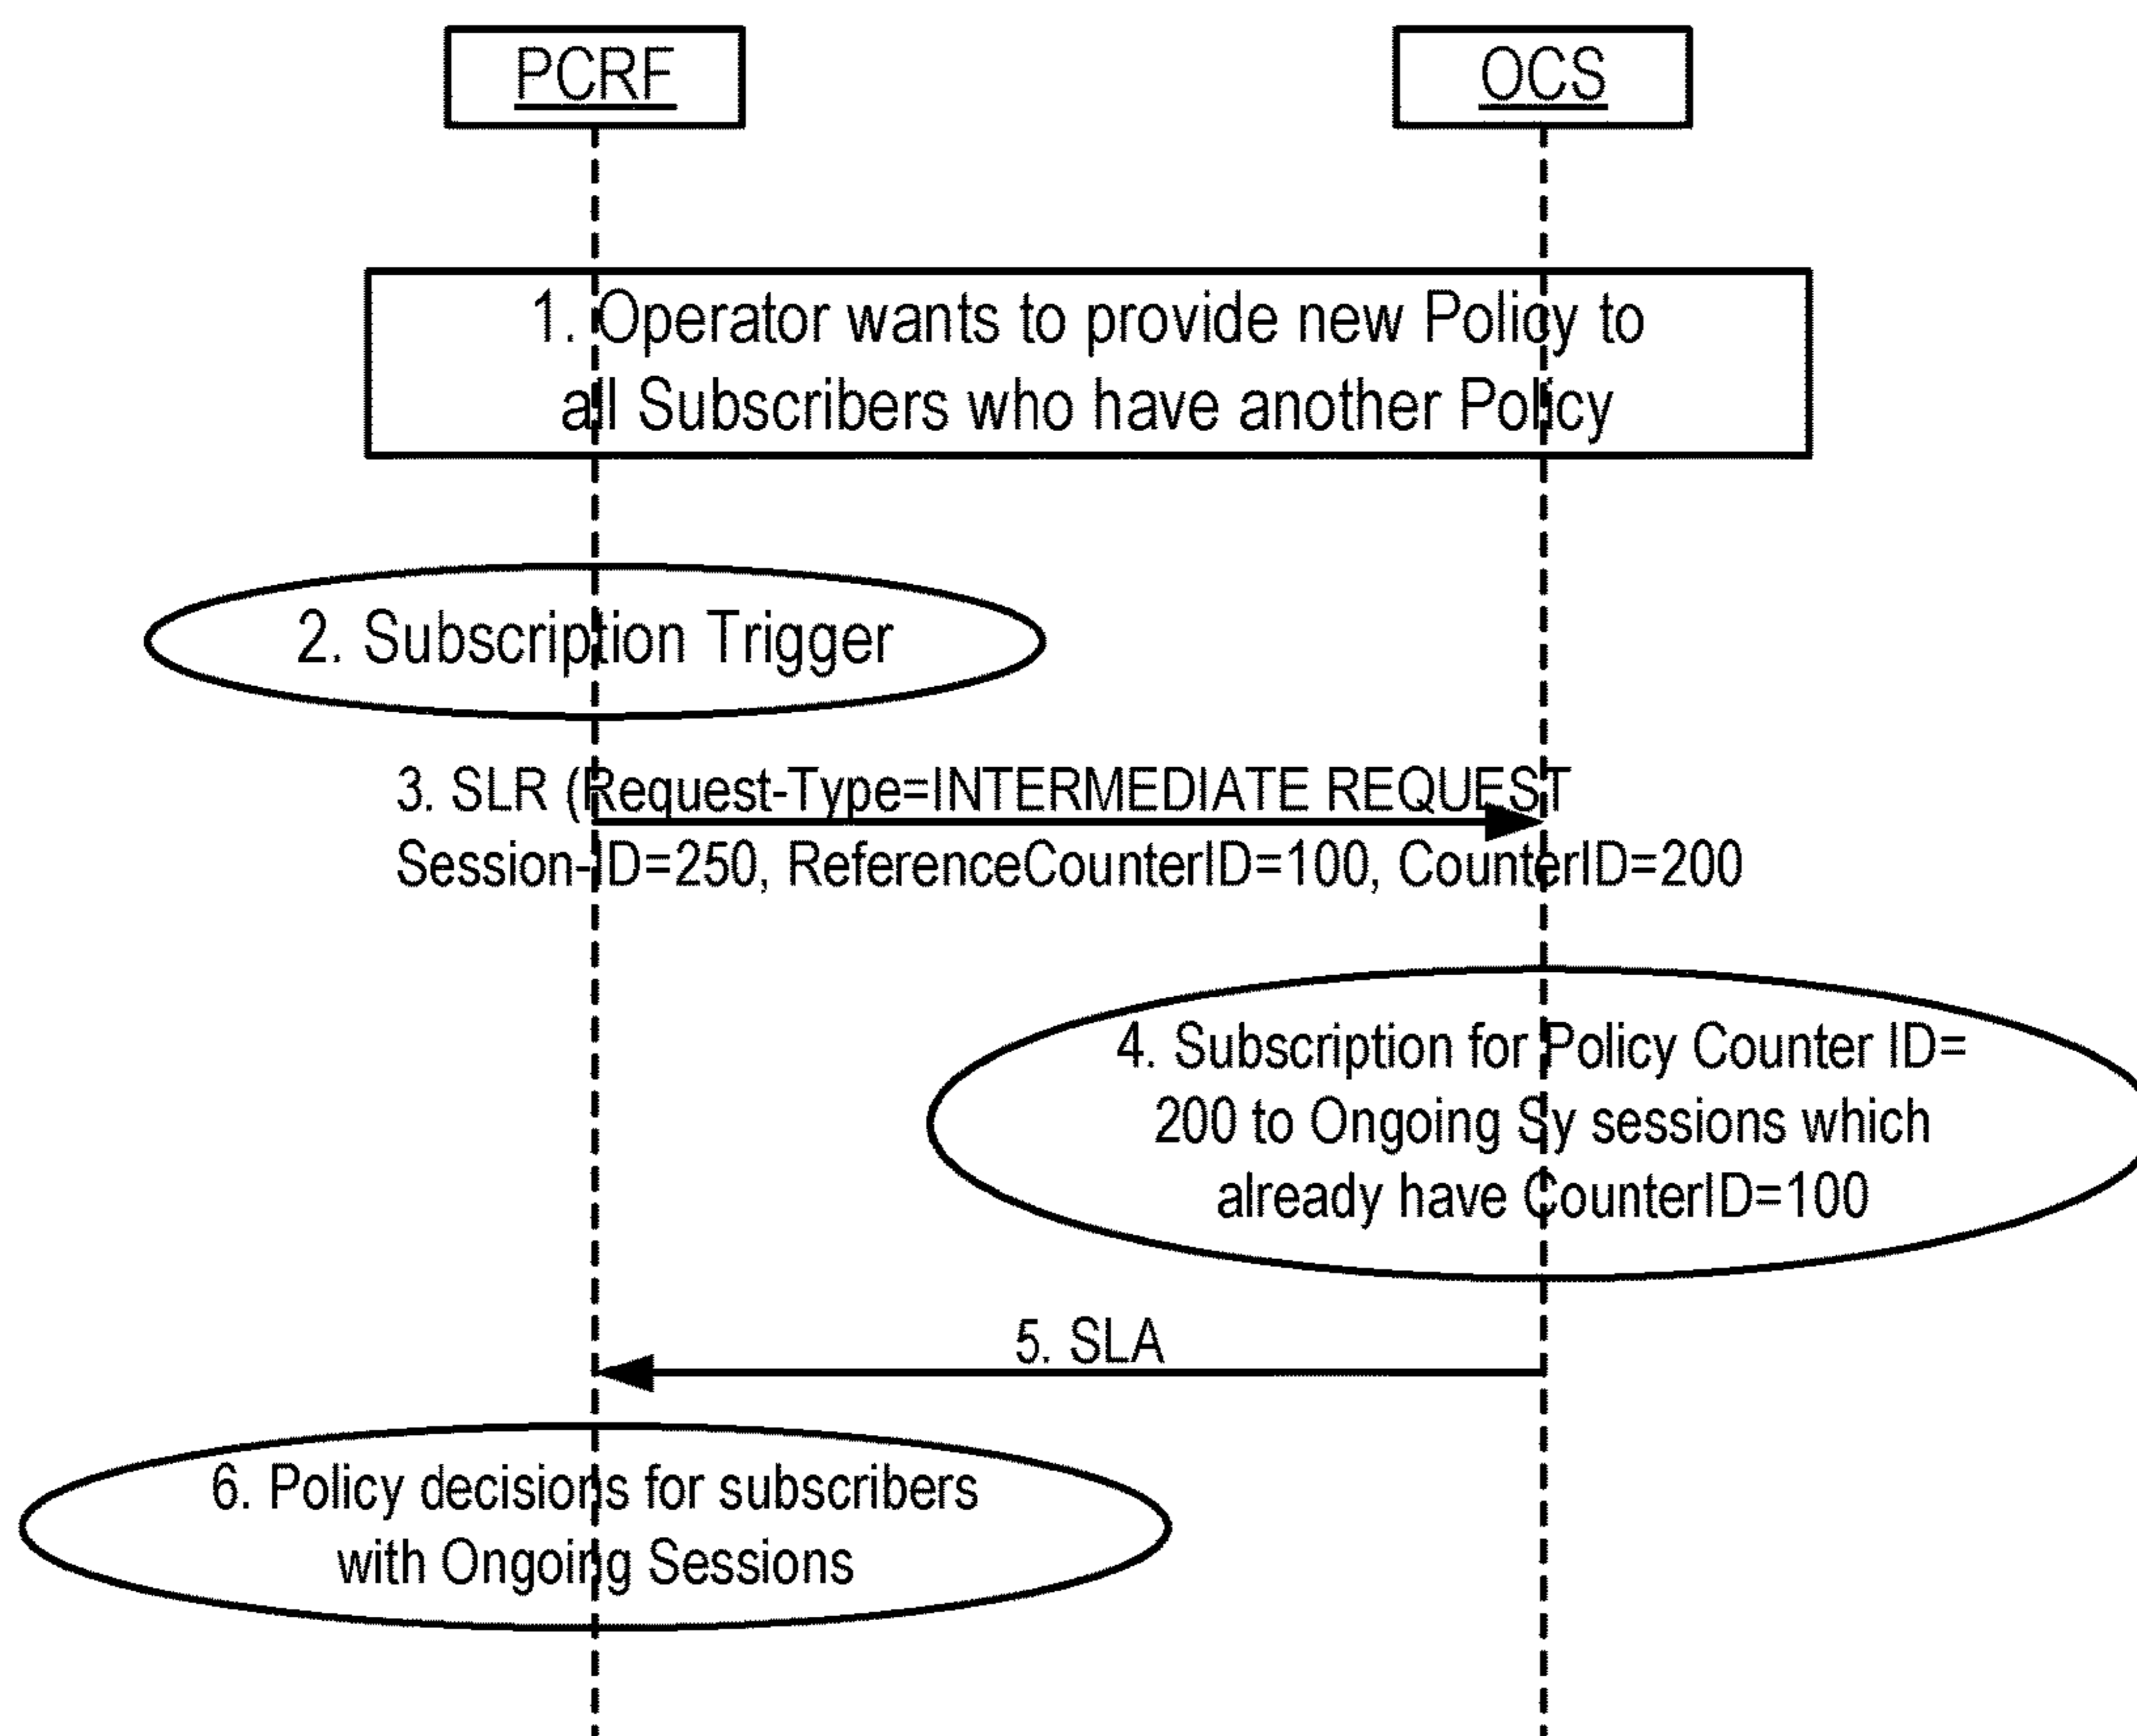 PCRF
OCS
1. Operator wants to provide new Policy to
all Subscribers who have another Policy
2. Subscription Trigger
3. SLR (Request-Type=INTERMEDIATE REQUEST
Session-ID=250, ReferenceCounterID=100, CounterID=200
4. Subscription for Policy Counter ID=
200 to Ongoing Sy sessions which
already have CounterID=100
5. SLA
6. Policy decisions for subscribers
with Ongoing Sessions